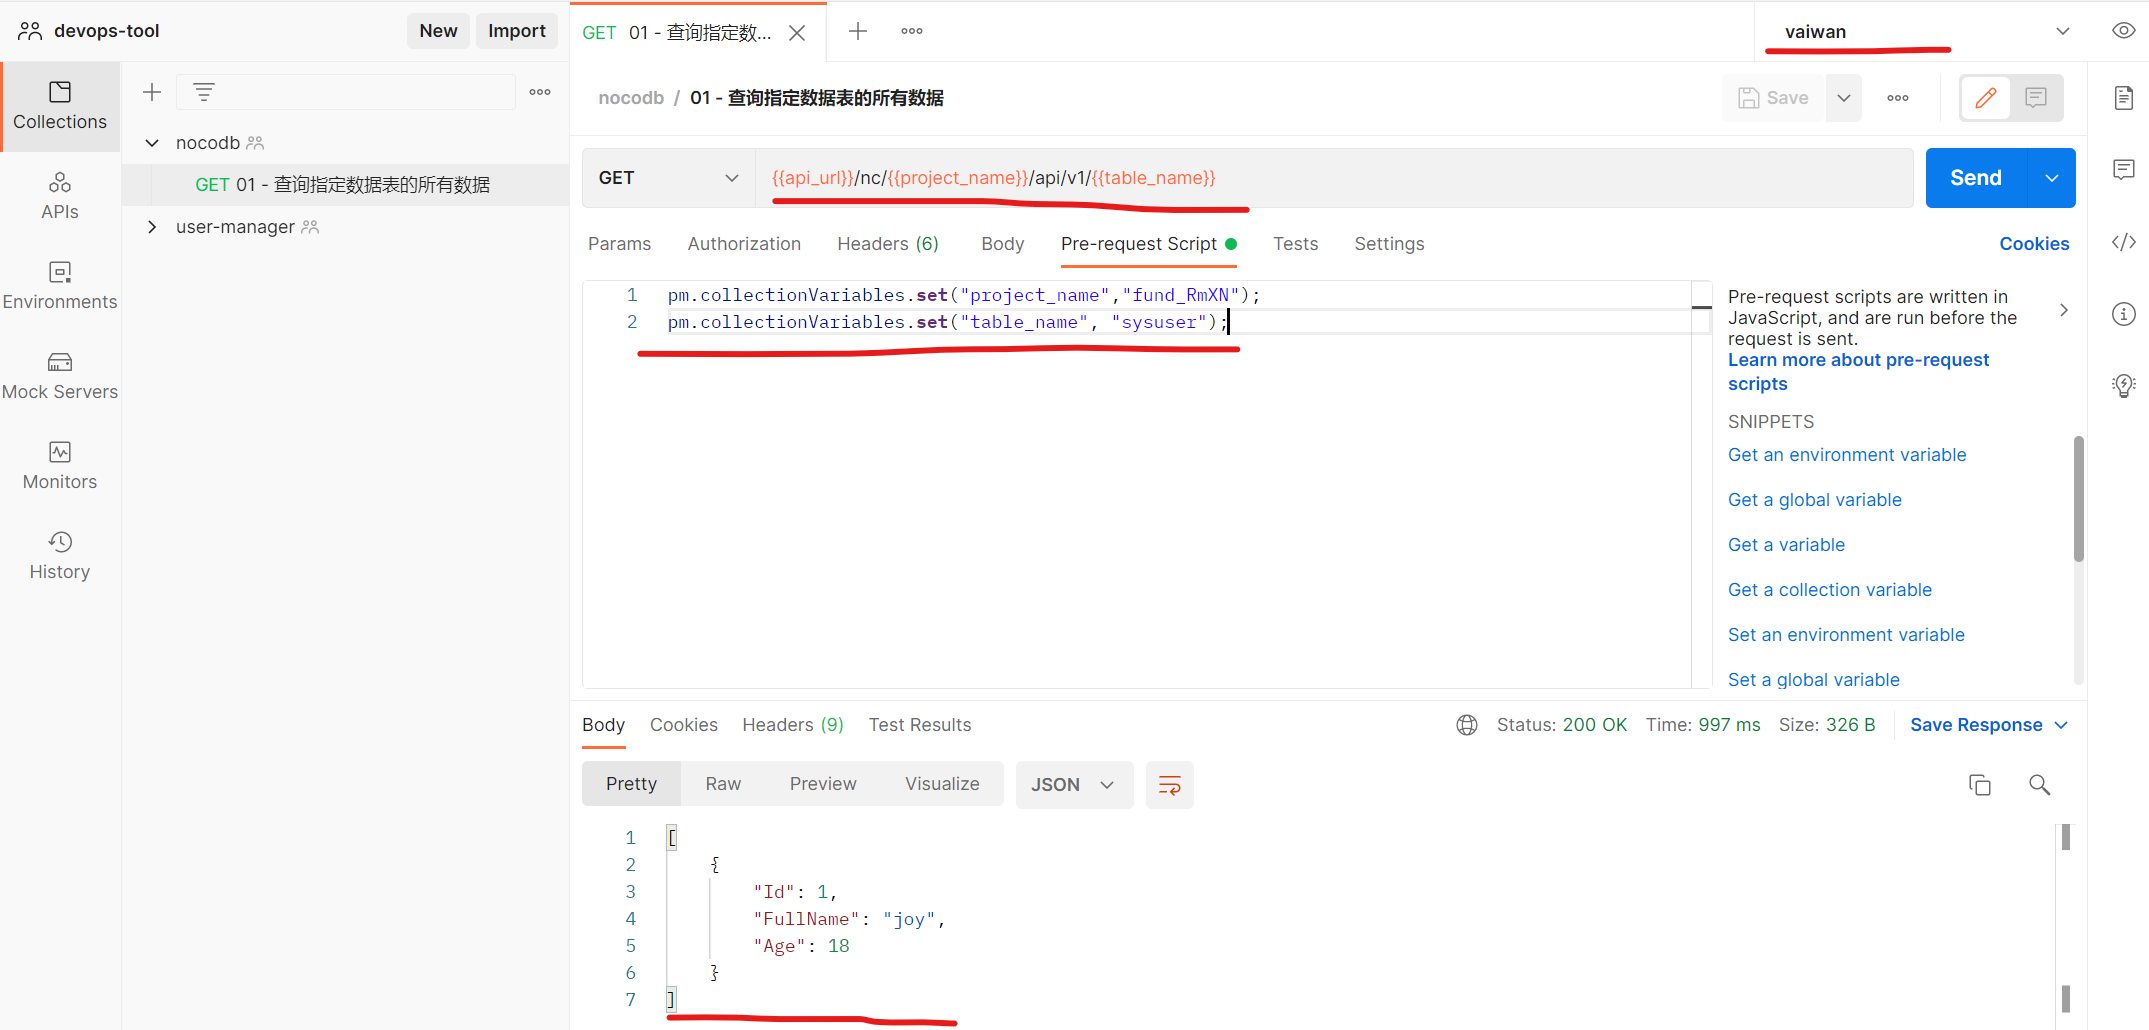 devops-tool
New
Import
GET 01 - 查询指定数...
vaiwan
Collections
APIs
Environments
Mock Servers
Monitors
History
nocodb
GET 01 - 查询指定数据表的所有数据
user-manager
nocodb / 01 - 查询指定数据表的所有数据
Save
GET
{{api_url}}/nc/{{project_name}}/api/v1/{{table_name}}
Send
Params
Authorization
Headers (6)
Body
Pre-request Script
Tests
Settings
Cookies
1 pm.collectionVariables.set("project_name","fund_RmXN");
2 pm.collectionVariables.set("table_name", "sysuser");
Pre-request scripts are written in
JavaScript, and are run before the
request is sent.
Learn more about pre-request
scripts
SNIPPETS
Get an environment variable
Get a global variable
Get a variable
Get a collection variable
Set an environment variable
Set a global variable
Body
Cookies
Headers (9)
Test Results
Status: 200 OK
Time: 997 ms
Size: 326 B
Save Response
Pretty
Raw
Preview
Visualize
JSON
1 [
2 {
3 "Id": 1,
4 "FullName": "joy",
5 "Age": 18
6 }
7 ]